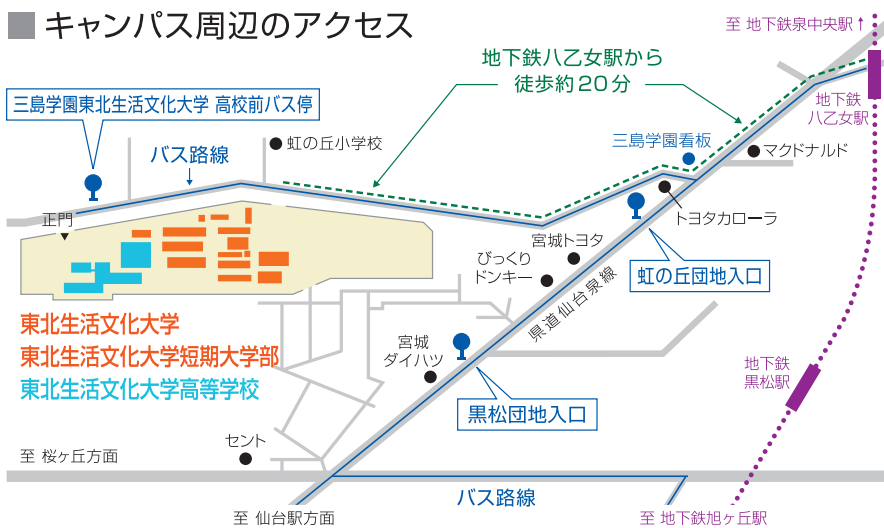 キャンパス周辺のアクセス
至 地下鉄泉中央駅↑
地下鉄八乙女駅から
徒歩約20分
地下鉄
八乙女駅
三島学園東北生活文化大学 高校前バス停
バス路線
虹の丘小学校
三島学園看板
マクドナルド
正門
トヨタカローラ
宮城トヨタ
びっくり
ドンキー
虹の丘団地入口
県道仙台泉線
東北生活文化大学
東北生活文化大学短期大学部
東北生活文化大学高等学校
宮城
ダイハツ
地下鉄
黒松駅
黒松団地入口
セント
至 桜ヶ丘方面
バス路線
至 仙台駅方面
至 地下鉄旭ヶ丘駅